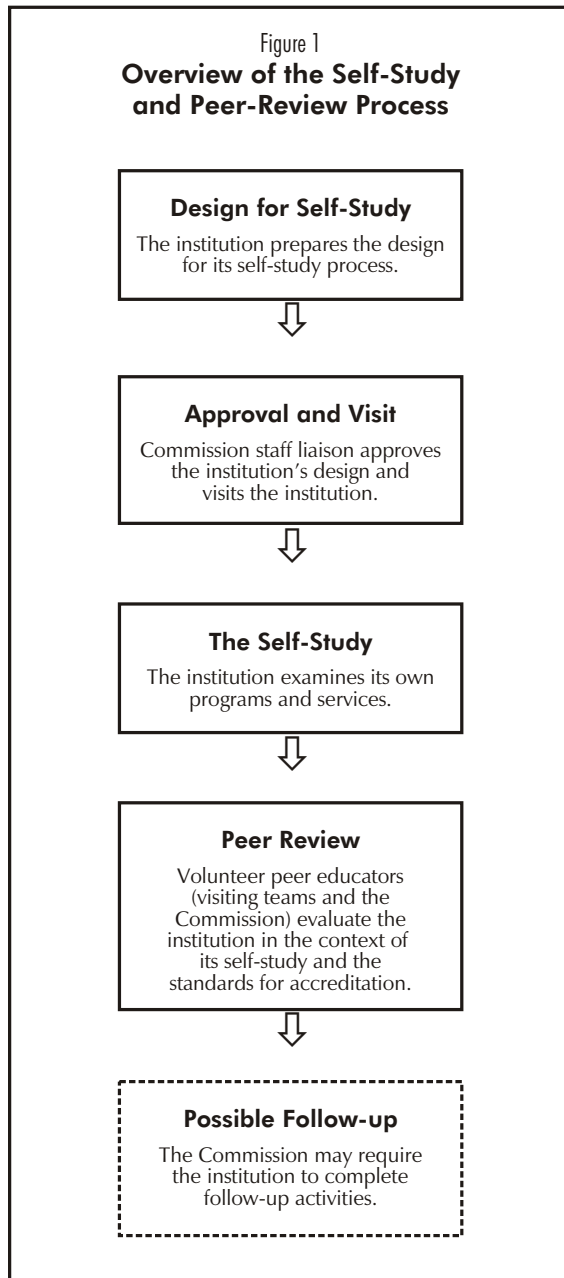 Figure 1
Overview of the Self-Study
and Peer-Review Process
Design for Self-Study
The institution prepares the design
for its self-study process.
Approval and Visit
Commission staff liaison approves
the institution's design and
visits the institution.
The Self-Study
The institution examines its own
programs and services.
Peer Review
Volunteer peer educators
(visiting teams and the
Commission) evaluate the
institution in the context of
its self-study and the
standards for accreditation.
Possible Follow-up
The Commission may require
the institution to complete
follow-up activities.